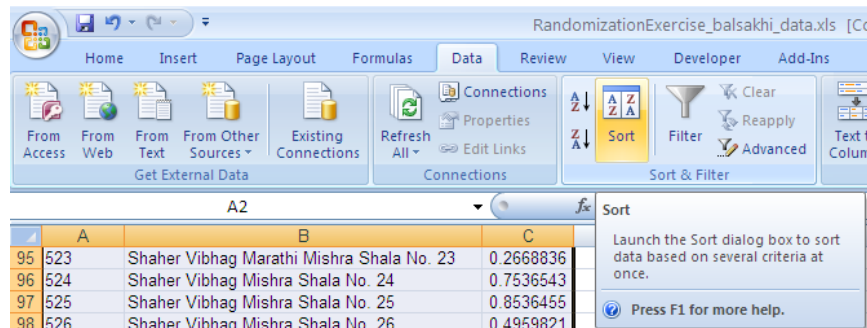 RandomizationExercise_balsakhi_data.xls [Co
Home Insert Page Layout Formulas Data Review View Developer Add-Ins
From Access
From Web
From Text
From Other Sources
Existing Connections
Get External Data
Refresh All
Connections
Properties
Edit Links
Connections
A Z
Z A
A Z
Z A
Sort
Filter
Clear
Reapply
Advanced
Sort & Filter
Text t
Colum
A2
fx
Sort
Launch the Sort dialog box to sort
data based on several criteria at
once.
Press F1 for more help.
A B C
95 523 Shaher Vibhag Marathi Mishra Shala No. 23 0.2668836
96 524 Shaher Vibhag Mishra Shala No. 24 0.7536543
97 525 Shaher Vibhag Mishra Shala No. 25 0.8536455
98 526 Shaher Vibhag Mishra Shala No. 26 0.4959821